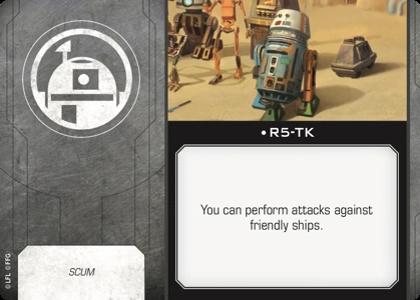 • R5-TK
You can perform attacks against
friendly ships.
SCUM
© LFL © FFG